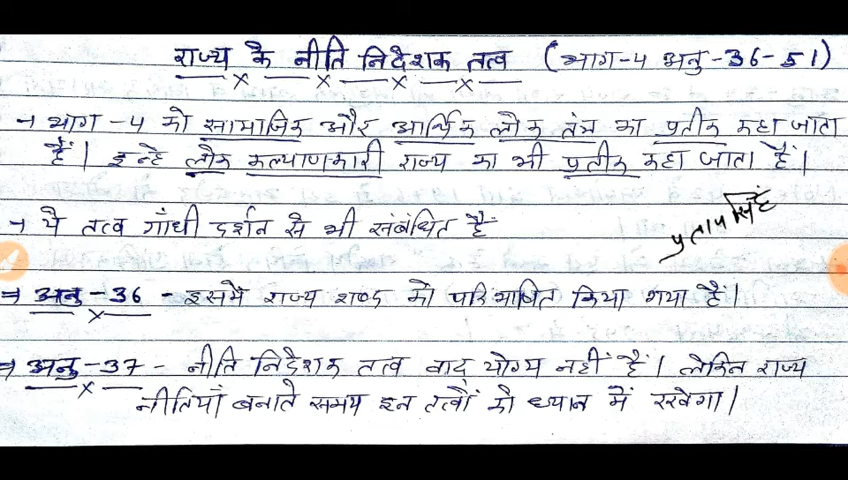 राज्य के नीति निदेशक तत्व (भाग-4 अनु-36-51)
→ भाग-4 को सामाजिक और आर्थिक लोक तंत्र का प्रतीक कहा जाता
हैं। इन्हे लोक कल्याणकारी राज्य का भी प्रतीक कहा जाता हैं।
→ ये तत्व गाँधी दर्शन से भी संबंधित हैं
प्रताप सिंह
⇒ अनु-36 - इसमें राज्य शब्द को परिभाषित किया गया हैं।
⇒ अनु-37 - नीति निदेशक तत्व वाद योग्य नहीं हैं। लेकिन राज्य
नीतियाँ बनाते समय इन तत्वों को ध्यान में रखेगा।